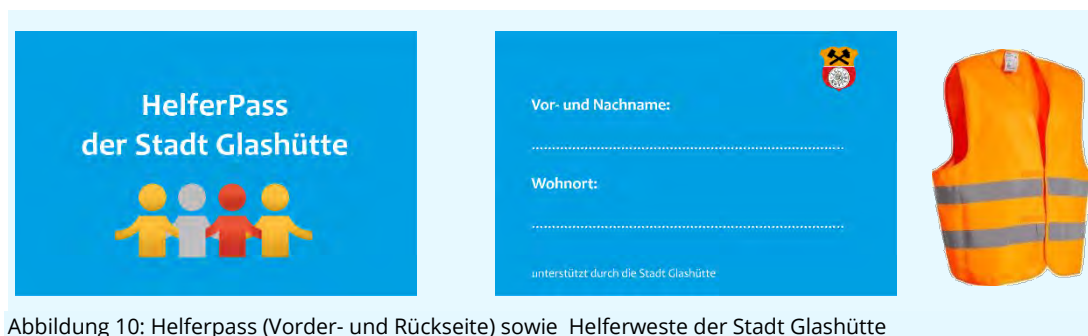 HelferPass
der Stadt Glashütte
Vor- und Nachname:
Wohnort:
unterstützt durch die Stadt Glashütte
Abbildung 10: Helferpass (Vorder- und Rückseite) sowie Helferweste der Stadt Glashütte